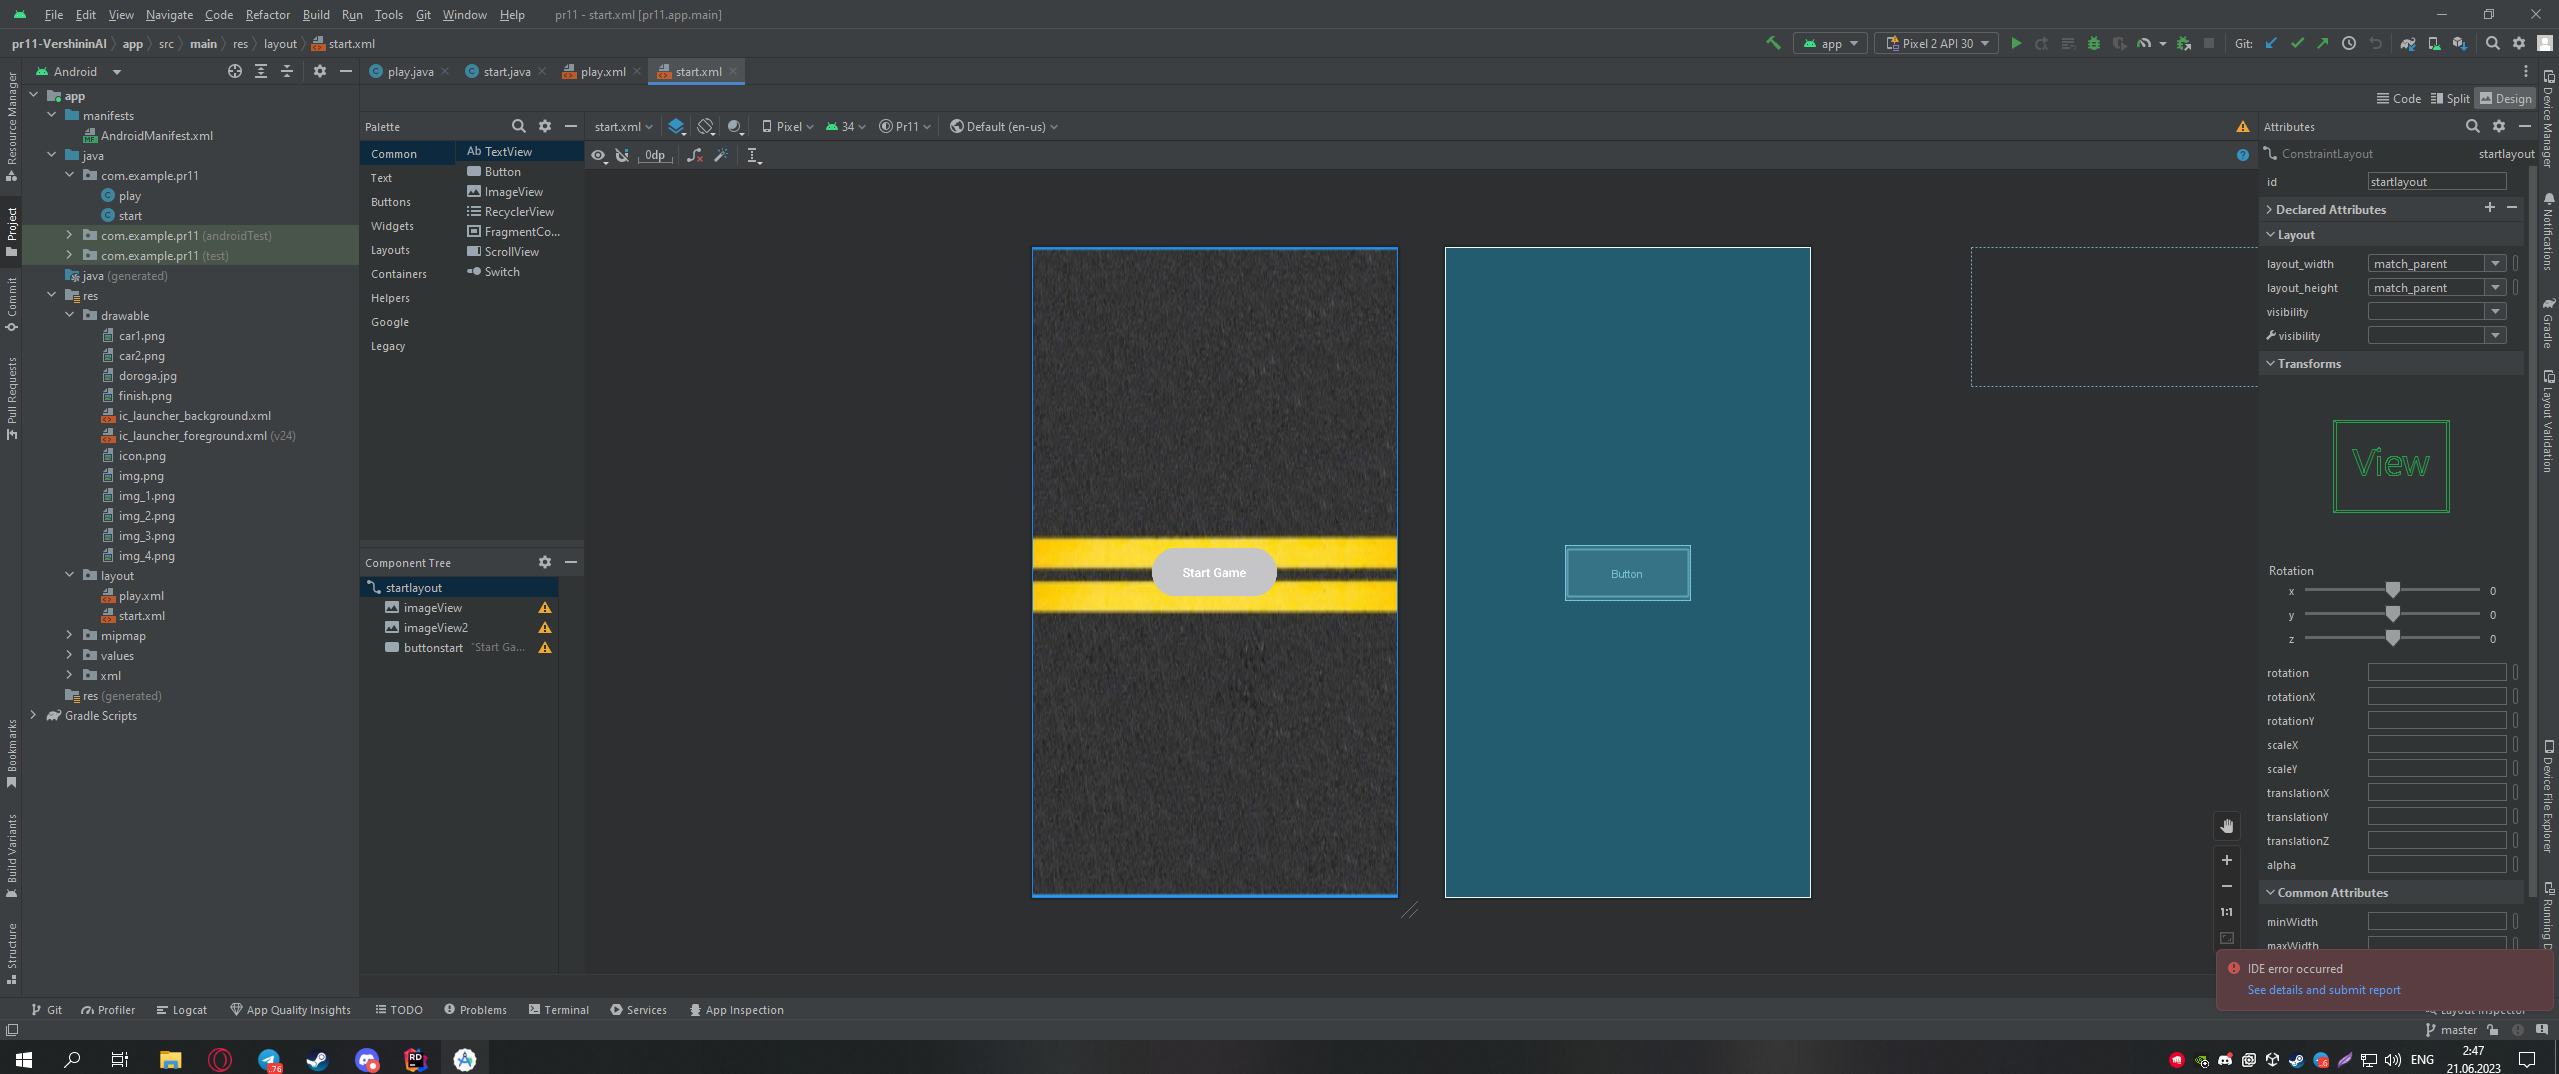 File Edit View Navigate Code Refactor Build Run Tools Git Window Help pr11 - start.xml [pr11.app.main]
pr11-VershininAI app src main res layout start.xml
app Pixel 2 API 30 Git:
Android
play.java start.java play.xml start.xml
Code Split Design
Resource Manager
Project
Commit
Pull Requests
Bookmarks
Build Variants
Structure
app
manifests
AndroidManifest.xml
java
com.example.pr11
play
start
com.example.pr11 (androidTest)
com.example.pr11 (test)
java (generated)
res
drawable
car1.png
car2.png
doroga.jpg
finish.png
ic_launcher_background.xml
ic_launcher_foreground.xml (v24)
icon.png
img.png
img_1.png
img_2.png
img_3.png
img_4.png
layout
play.xml
start.xml
mipmap
values
xml
res (generated)
Gradle Scripts
Palette
Common
Text
Buttons
Widgets
Layouts
Containers
Helpers
Google
Legacy
Ab TextView
Button
ImageView
RecyclerView
FragmentCo...
ScrollView
Switch
Component Tree
startlayout
imageView
imageView2
buttonstart "Start Ga...
start.xml Pixel 34 Pr11 Default (en-us)
0dp
Start Game
Button
1:1
Attributes
ConstraintLayout startlayout
id startlayout
Declared Attributes
Layout
layout_width match_parent
layout_height match_parent
visibility
visibility
Transforms
View
Rotation
x 0
y 0
z 0
rotation
rotationX
rotationY
scaleX
scaleY
translationX
translationY
translationZ
alpha
Common Attributes
minWidth
maxWidth
Device Manager
Notifications
Gradle
Layout Validation
Device File Explorer
Running D
IDE error occurred
See details and submit report
Layout Inspector
Git Profiler Logcat App Quality Insights TODO Problems Terminal Services App Inspection
master
ENG
2:47
21.06.2023